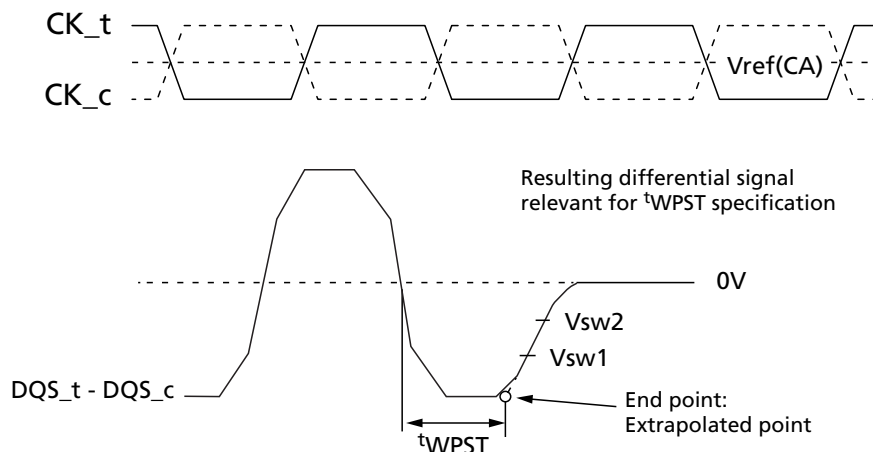 CK_t
Vref(CA)
CK_c
Resulting differential signal
relevant for tWPST specification
0V
Vsw2
Vsw1
DQS_t - DQS_c
End point:
Extrapolated point
tWPST